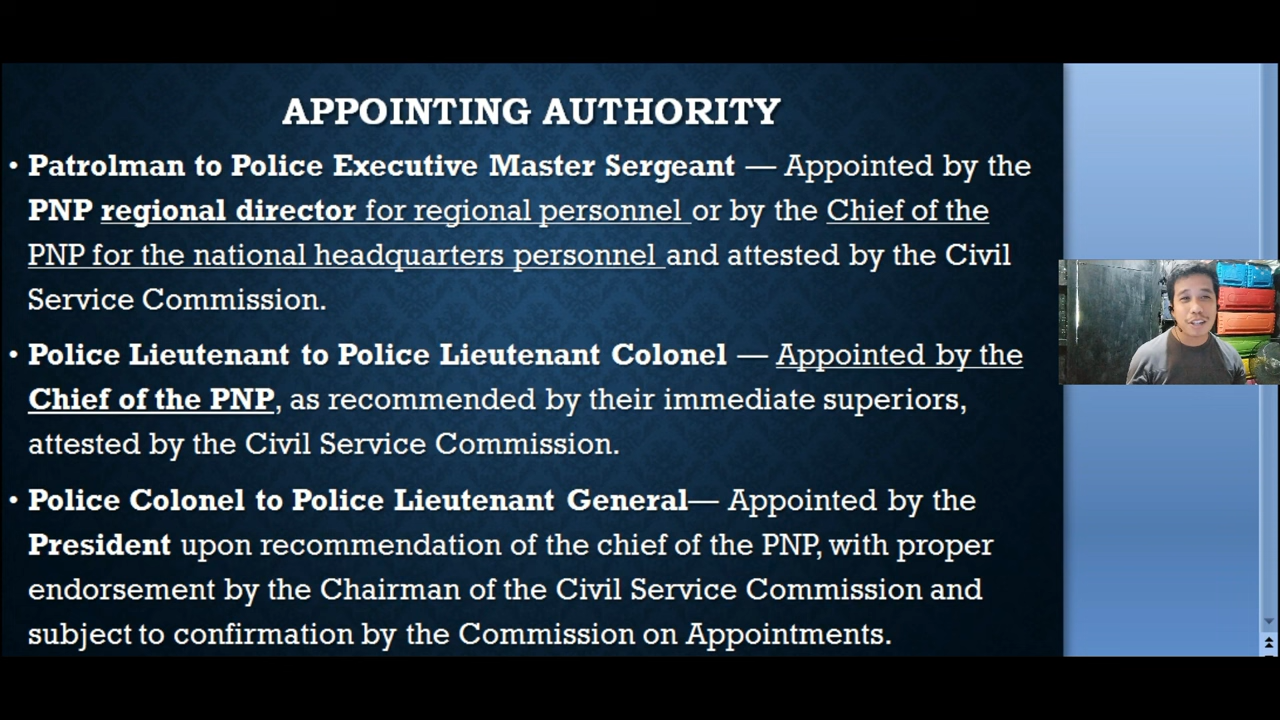 APPOINTING AUTHORITY
• Patrolman to Police Executive Master Sergeant — Appointed by the
PNP regional director for regional personnel or by the Chief of the
PNP for the national headquarters personnel and attested by the Civil
Service Commission.
• Police Lieutenant to Police Lieutenant Colonel — Appointed by the
Chief of the PNP, as recommended by their immediate superiors,
attested by the Civil Service Commission.
• Police Colonel to Police Lieutenant General— Appointed by the
President upon recommendation of the chief of the PNP, with proper
endorsement by the Chairman of the Civil Service Commission and
subject to confirmation by the Commission on Appointments.